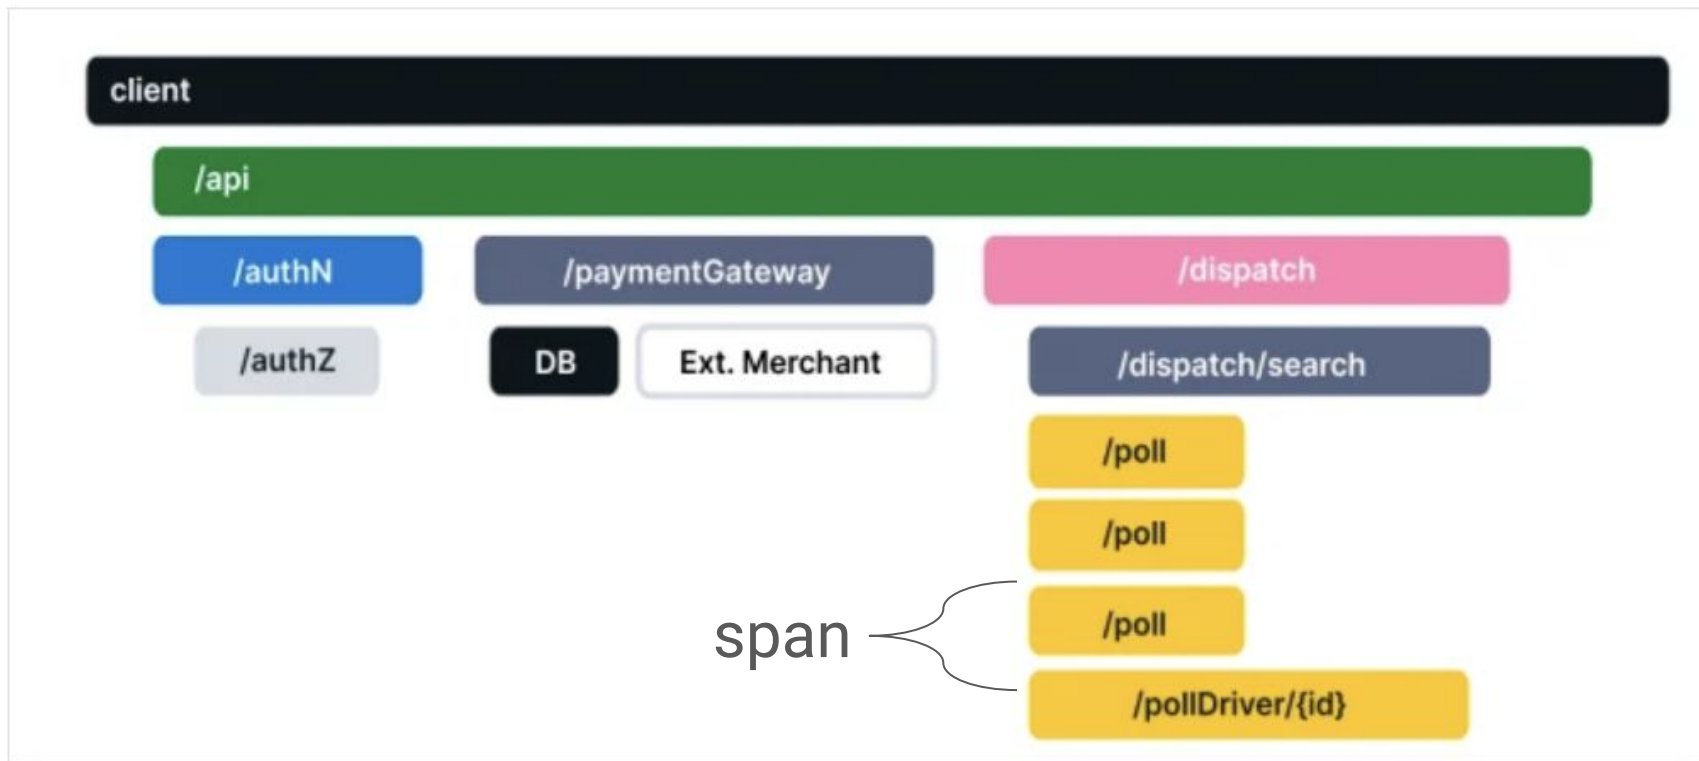 client
/api
/authN
/paymentGateway
/dispatch
/authZ
DB
Ext. Merchant
/dispatch/search
/poll
/poll
/poll
span
/pollDriver/{id}